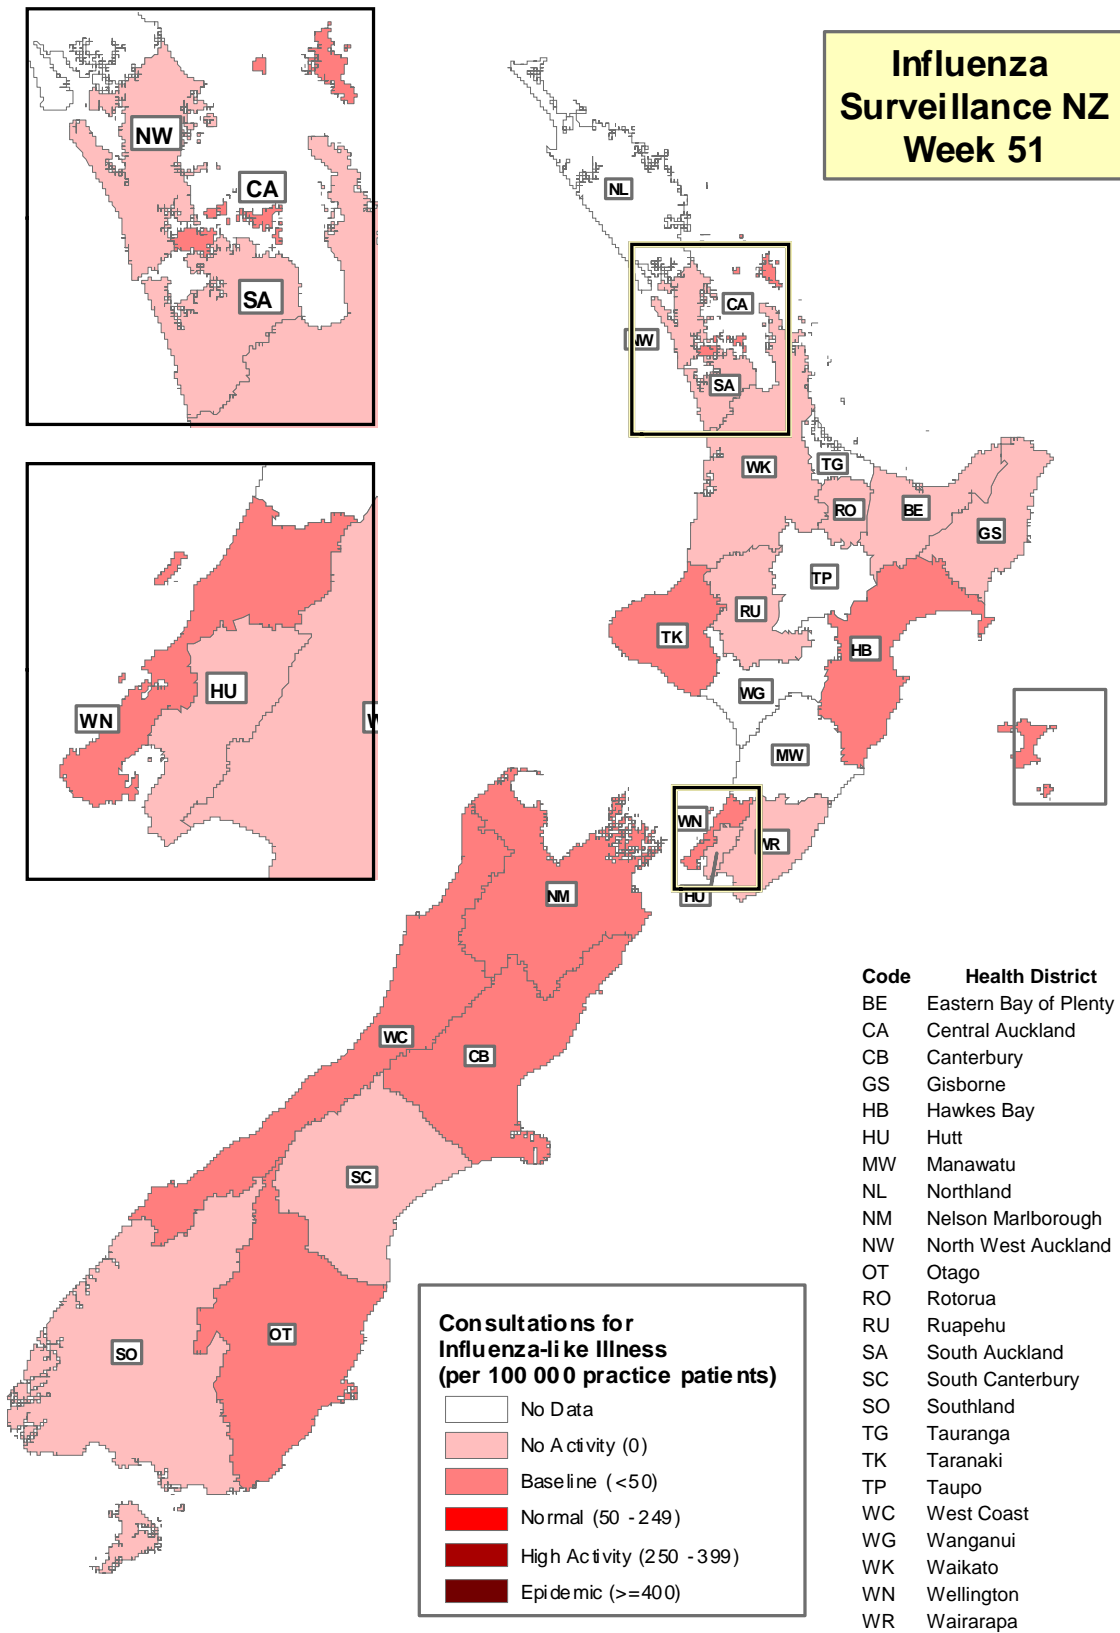 Influenza
Surveillance NZ
Week 51
NW
CA
SA
HU
WN
W
NL
CA
NW
SA
WK
TG
RO
BE
GS
TP
RU
TK
HB
WG
MW
WN
WR
HU
NM
WC
CB
SC
OT
SO
Consultations for
Influenza-like Illness
(per 100 000 practice patients)
No Data
No Activity (0)
Baseline (<50)
Normal (50 - 249)
High Activity (250 - 399)
Epidemic (>=400)
Code Health District
BE Eastern Bay of Plenty
CA Central Auckland
CB Canterbury
GS Gisborne
HB Hawkes Bay
HU Hutt
MW Manawatu
NL Northland
NM Nelson Marlborough
NW North West Auckland
OT Otago
RO Rotorua
RU Ruapehu
SA South Auckland
SC South Canterbury
SO Southland
TG Tauranga
TK Taranaki
TP Taupo
WC West Coast
WG Wanganui
WK Waikato
WN Wellington
WR Wairarapa